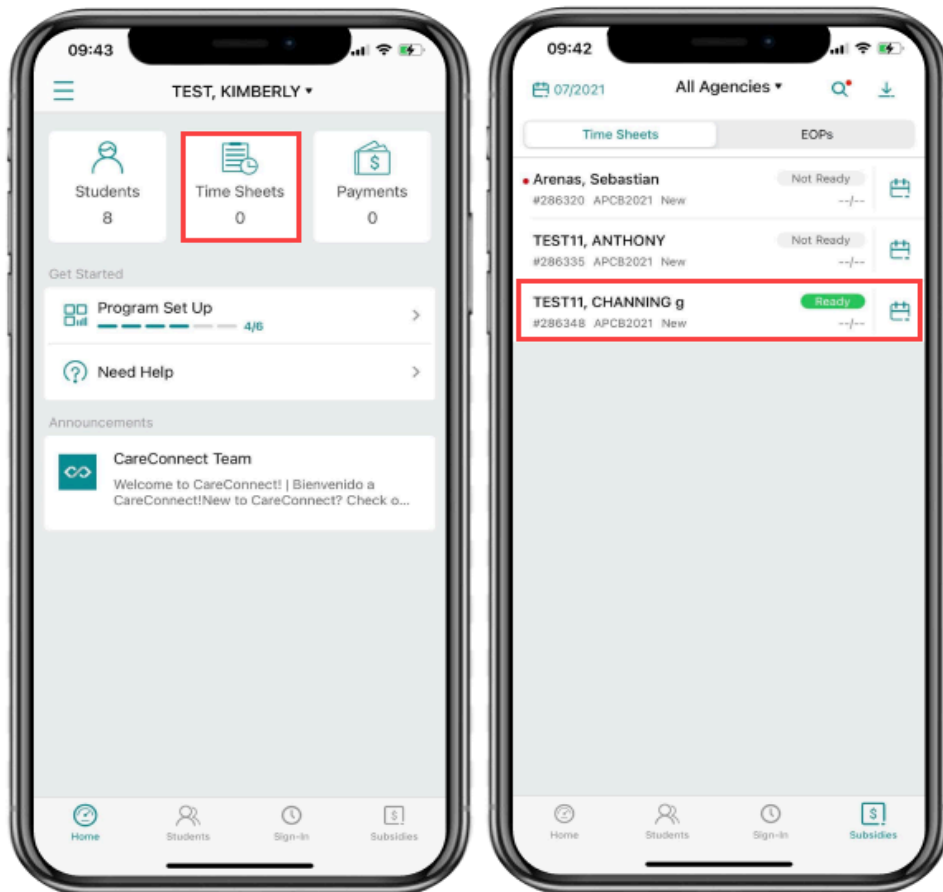 09:43
TEST, KIMBERLY
Students
8
Time Sheets
0
Payments
0
Get Started
Program Set Up
4/6
Need Help
Announcements
CareConnect Team
Welcome to CareConnect! | Bienvenido a
CareConnect!New to CareConnect? Check o...
Home
Students
Sign-In
Subsidies
09:42
07/2021
All Agencies
Time Sheets
EOPs
Arenas, Sebastian
Not Ready
#286320 APCB2021 New
--/--
TEST11, ANTHONY
Not Ready
#286335 APCB2021 New
--/--
TEST11, CHANNING g
Ready
#286348 APCB2021 New
--/--
Home
Students
Sign-In
Subsidies